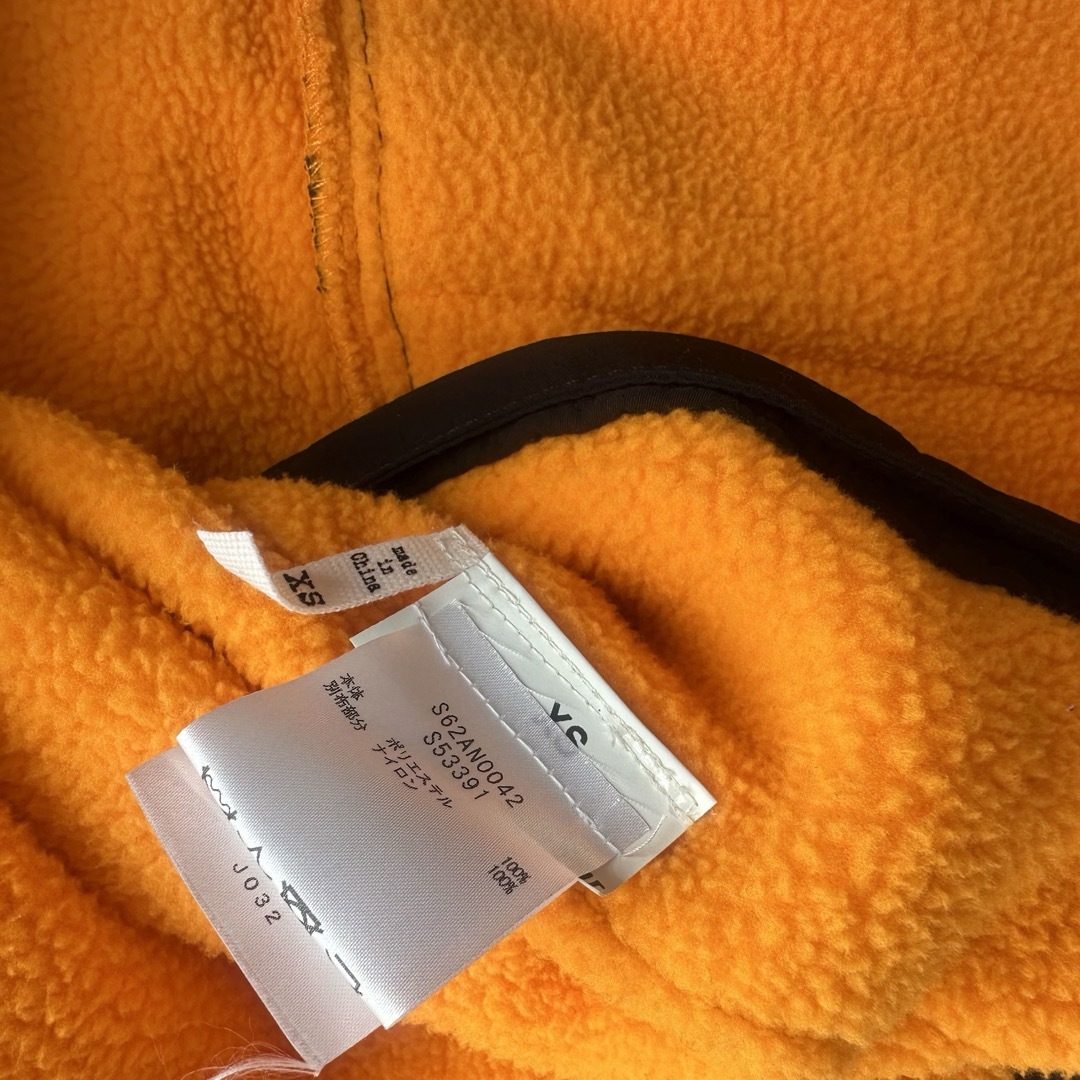 made
in
China
XS
S62AN0042
S53391
本体
別布部分
ポリエステル
ナイロン
100%
100%
J032
XS